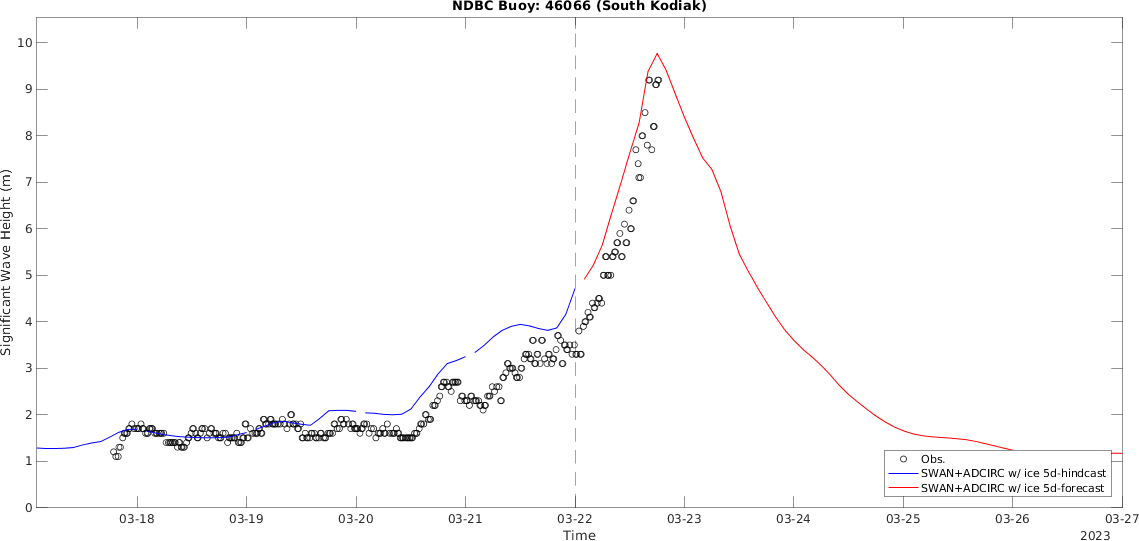 NDBC Buoy: 46066 (South Kodiak)
Significant Wave Height (m)
10
9
8
7
6
5
4
3
2
1
0
Obs.
SWAN+ADCIRC w/ ice 5d-hindcast
SWAN+ADCIRC w/ ice 5d-forecast
03-18 03-19 03-20 03-21 03-22 03-23 03-24 03-25 03-26 03-27
Time
2023